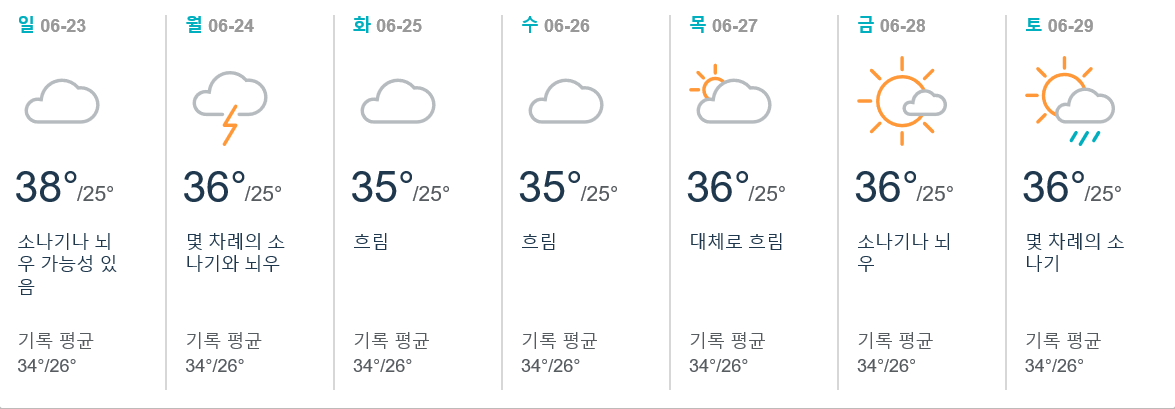 일 06-23
38°/25°
소나기나 뇌
우 가능성 있
음
기록 평균
34°/26°
월 06-24
36°/25°
몇 차례의 소
나기와 뇌우
기록 평균
34°/26°
화 06-25
35°/25°
흐림
기록 평균
34°/26°
수 06-26
35°/25°
흐림
기록 평균
34°/26°
목 06-27
36°/25°
대체로 흐림
기록 평균
34°/26°
금 06-28
36°/25°
소나기나 뇌
우
기록 평균
34°/26°
토 06-29
36°/25°
몇 차례의 소
나기
기록 평균
34°/26°